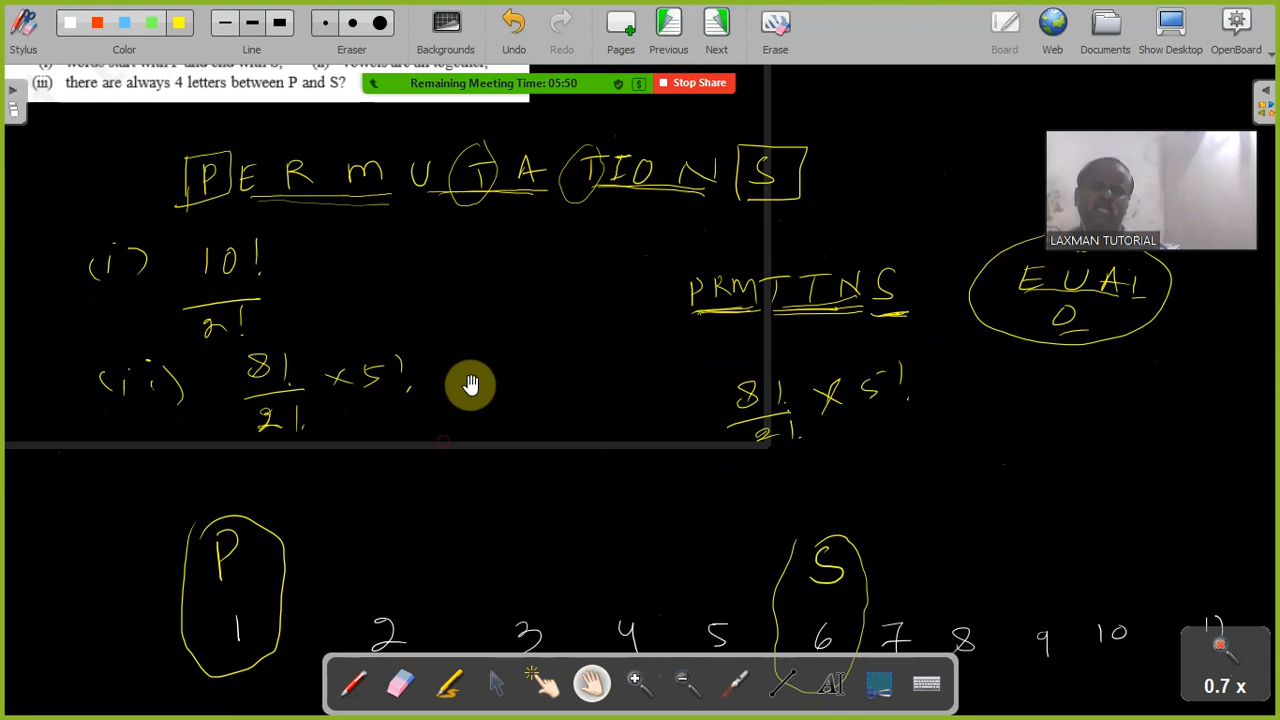 Stylus Color Line Eraser Backgrounds Undo Redo Pages Previous Next Erase Board Web Documents Show Desktop OpenBoard
(iii) there are always 4 letters between P and S?
Remaining Meeting Time: 05:50 Stop Share
PERMUTATIONS
LAXMAN TUTORIAL
(i) 10!
2!
PRMTTNS
EUAI
O
(ii) 8! × 5!
2!
8! × 5!
2!
P S
1 2 3 4 5 6 7 8 9 10 11
0.7 x